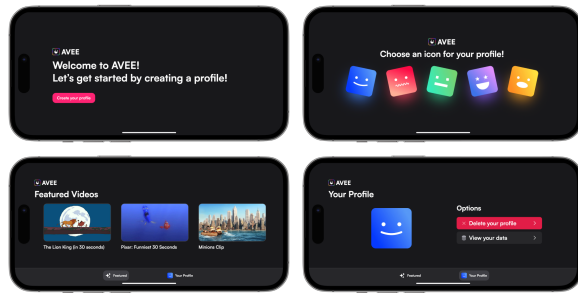 AVEE
Welcome to AVEE!
Let's get started by creating a profile!
Create your profile
AVEE
Choose an icon for your profile!
AVEE
Featured Videos
The Lion King (in 30 seconds)
Pixar: Funniest 30 Seconds
Minions Clip
Featured
Your Profile
AVEE
Your Profile
Options
Delete your profile
View your data
Featured
Your Profile